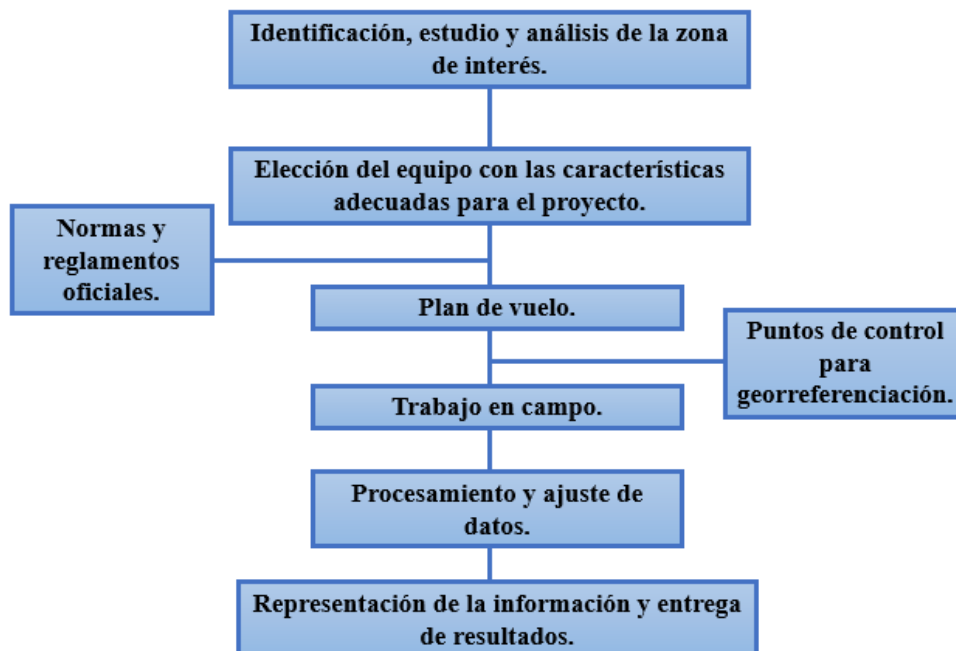 Identificación, estudio y análisis de la zona
de interés.
Elección del equipo con las características
adecuadas para el proyecto.
Normas y
reglamentos
oficiales.
Plan de vuelo.
Puntos de control
para
georreferenciación.
Trabajo en campo.
Procesamiento y ajuste de
datos.
Representación de la información y entrega
de resultados.